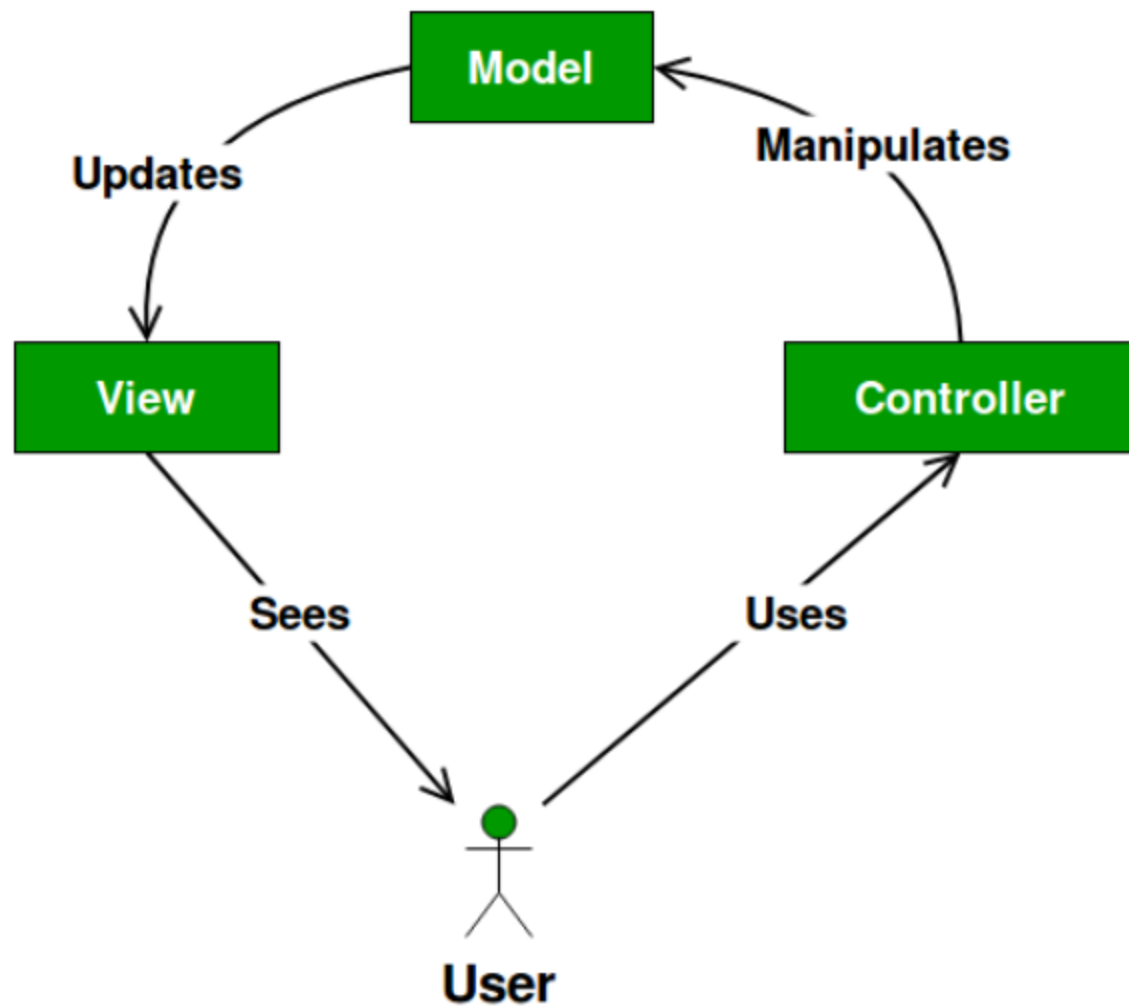 Model
Manipulates
Updates
View
Controller
Sees
Uses
User